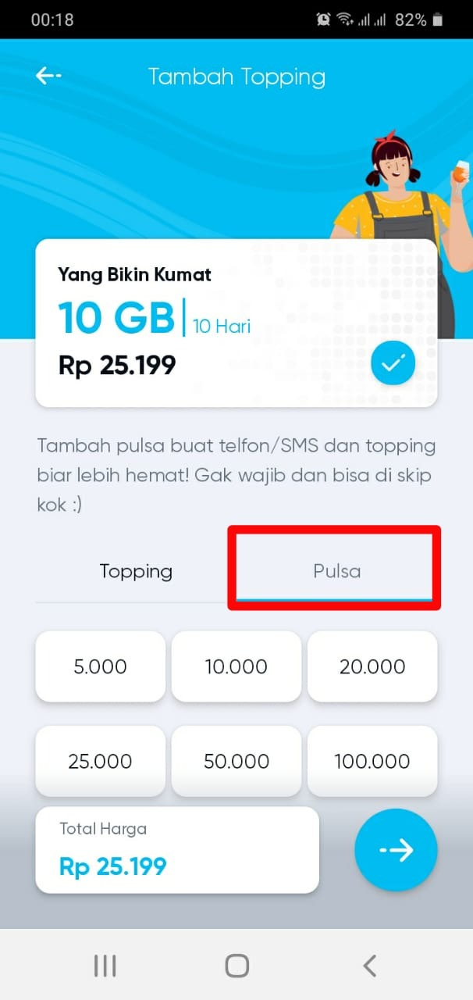 00:18
82%
Tambah Topping
Yang Bikin Kumat
10 GB | 10 Hari
Rp 25.199
Tambah pulsa buat telfon/SMS dan topping
biar lebih hemat! Gak wajib dan bisa di skip
kok :)
Topping
Pulsa
5.000
10.000
20.000
25.000
50.000
100.000
Total Harga
Rp 25.199